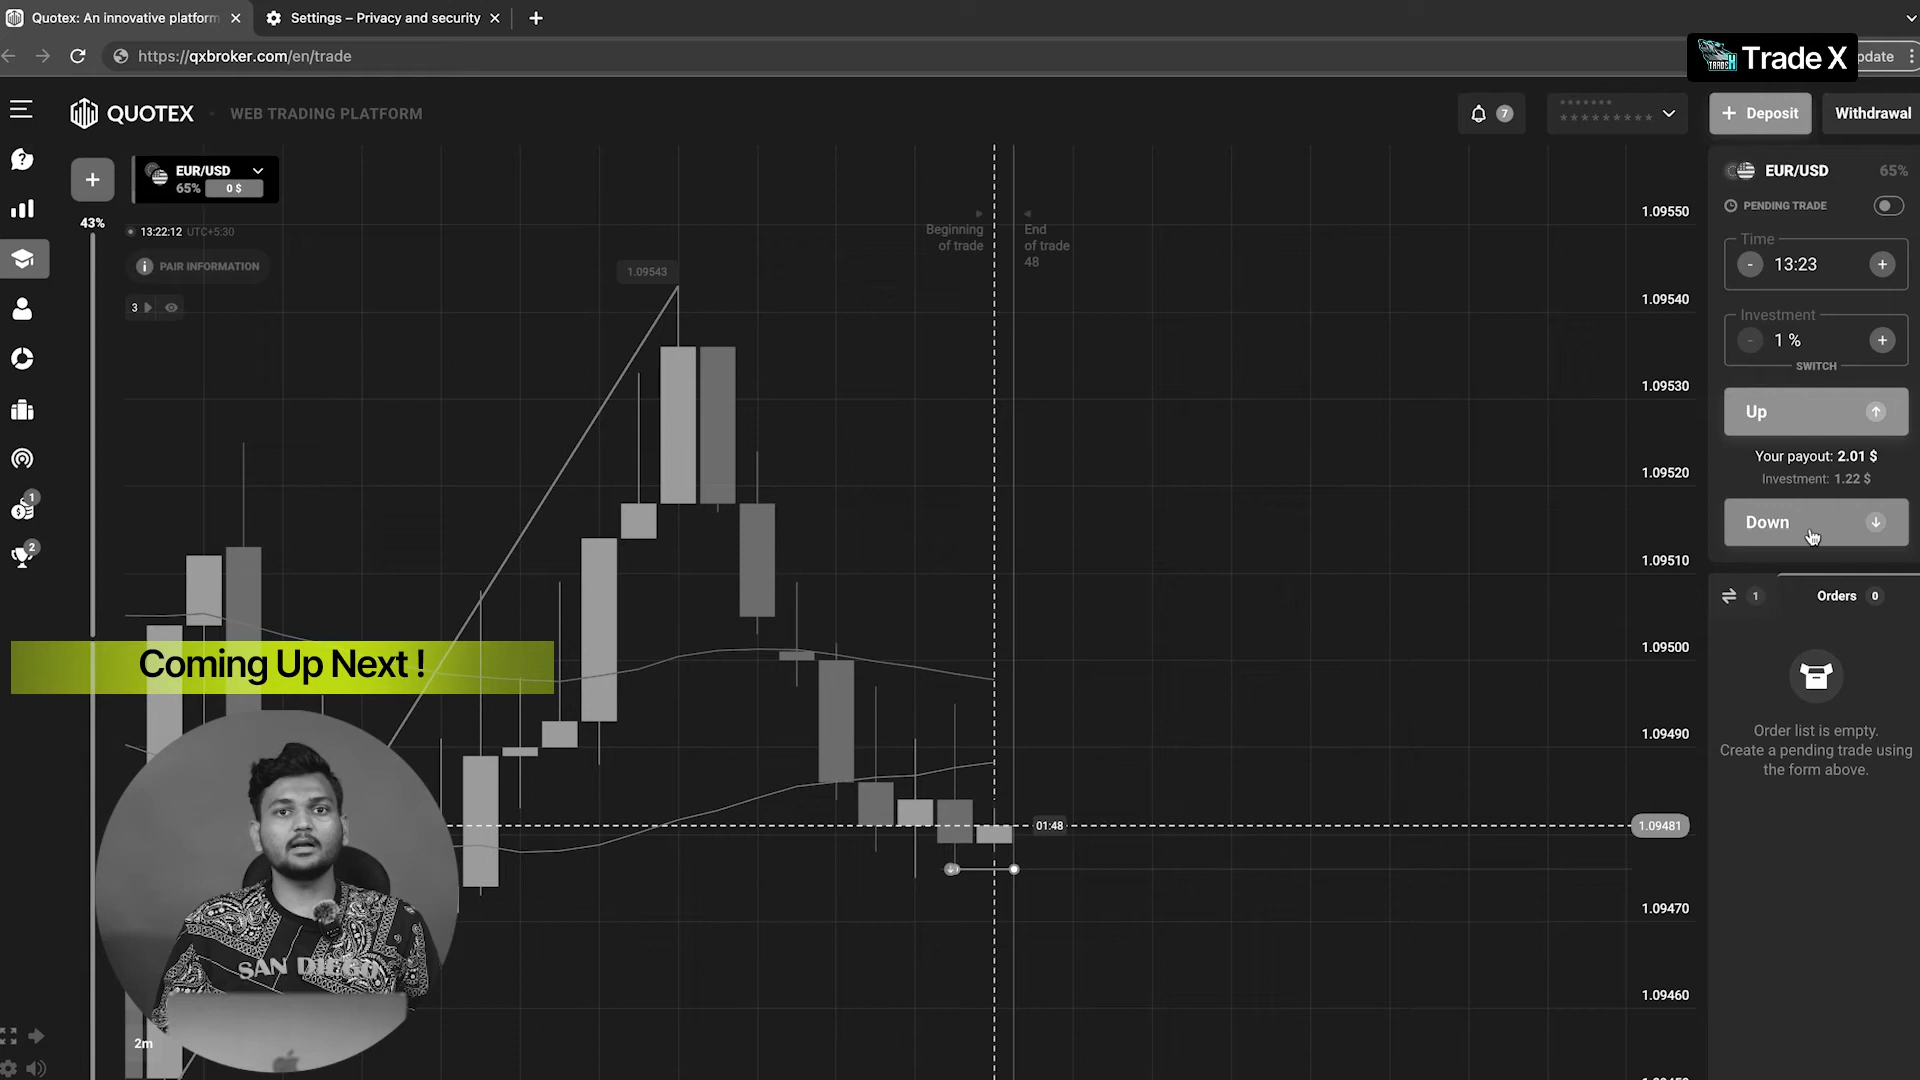 Quotex: An innovative platform
Settings – Privacy and security
https://qxbroker.com/en/trade
TRADEX
Trade X
pdate
QUOTEX
WEB TRADING PLATFORM
7
*******
*********
Deposit
Withdrawal
EUR/USD
65%
0 $
43%
13:22:12 UTC+5:30
PAIR INFORMATION
3
1.09543
Beginning
of trade
End
of trade
48
1.09550
1.09540
1.09530
1.09520
1.09510
1.09500
1.09490
1.09481
1.09470
1.09460
01:48
EUR/USD
65%
PENDING TRADE
Time
- 13:23 +
Investment
- 1 % +
SWITCH
Up
Your payout: 2.01 $
Investment: 1.22 $
Down
1
Orders 0
Order list is empty.
Create a pending trade using
the form above.
1
2
Coming Up Next !
SAN DIEGO
2m